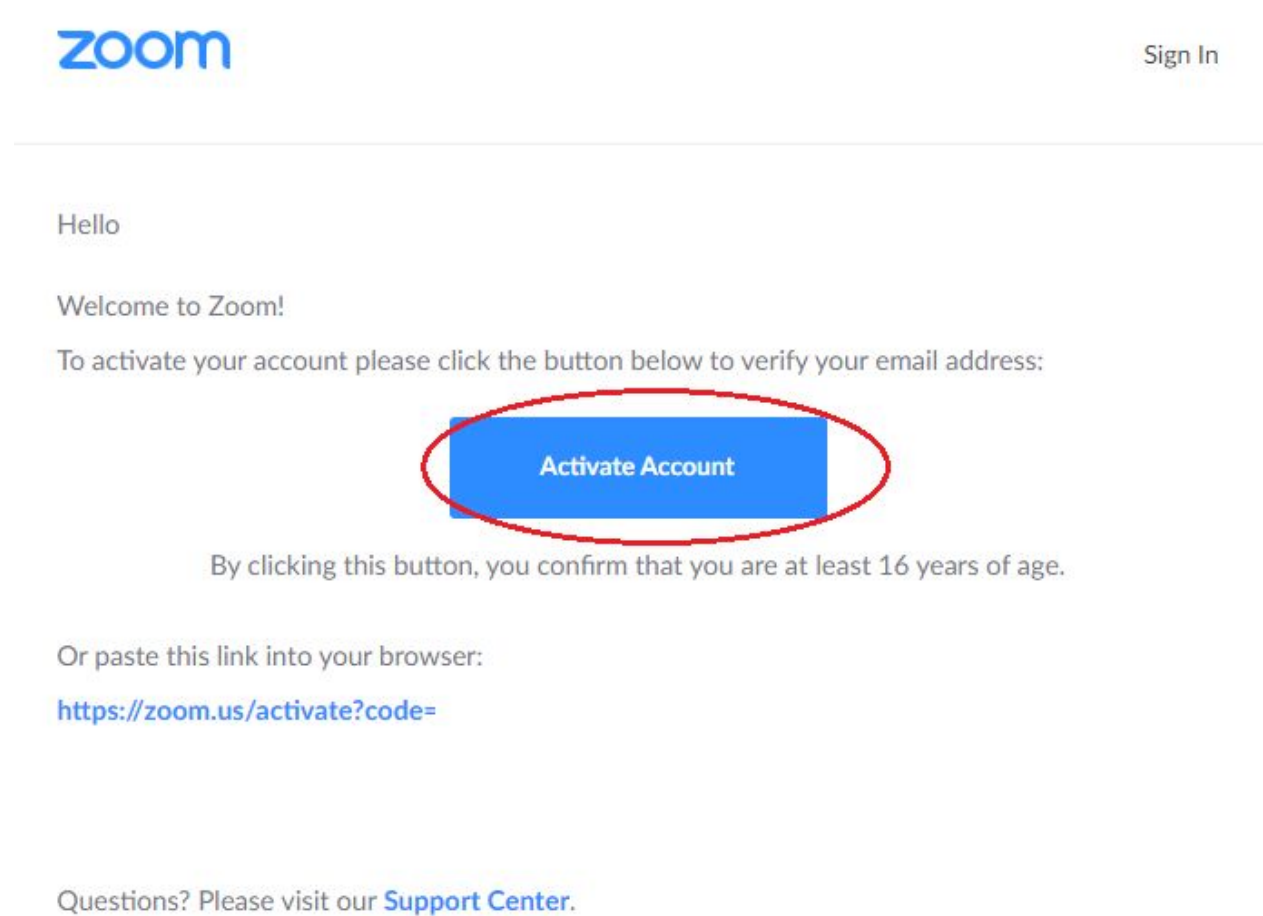 zoom
Sign In
Hello
Welcome to Zoom!
To activate your account please click the button below to verify your email address:
Activate Account
By clicking this button, you confirm that you are at least 16 years of age.
Or paste this link into your browser:
https://zoom.us/activate?code=
Questions? Please visit our Support Center.